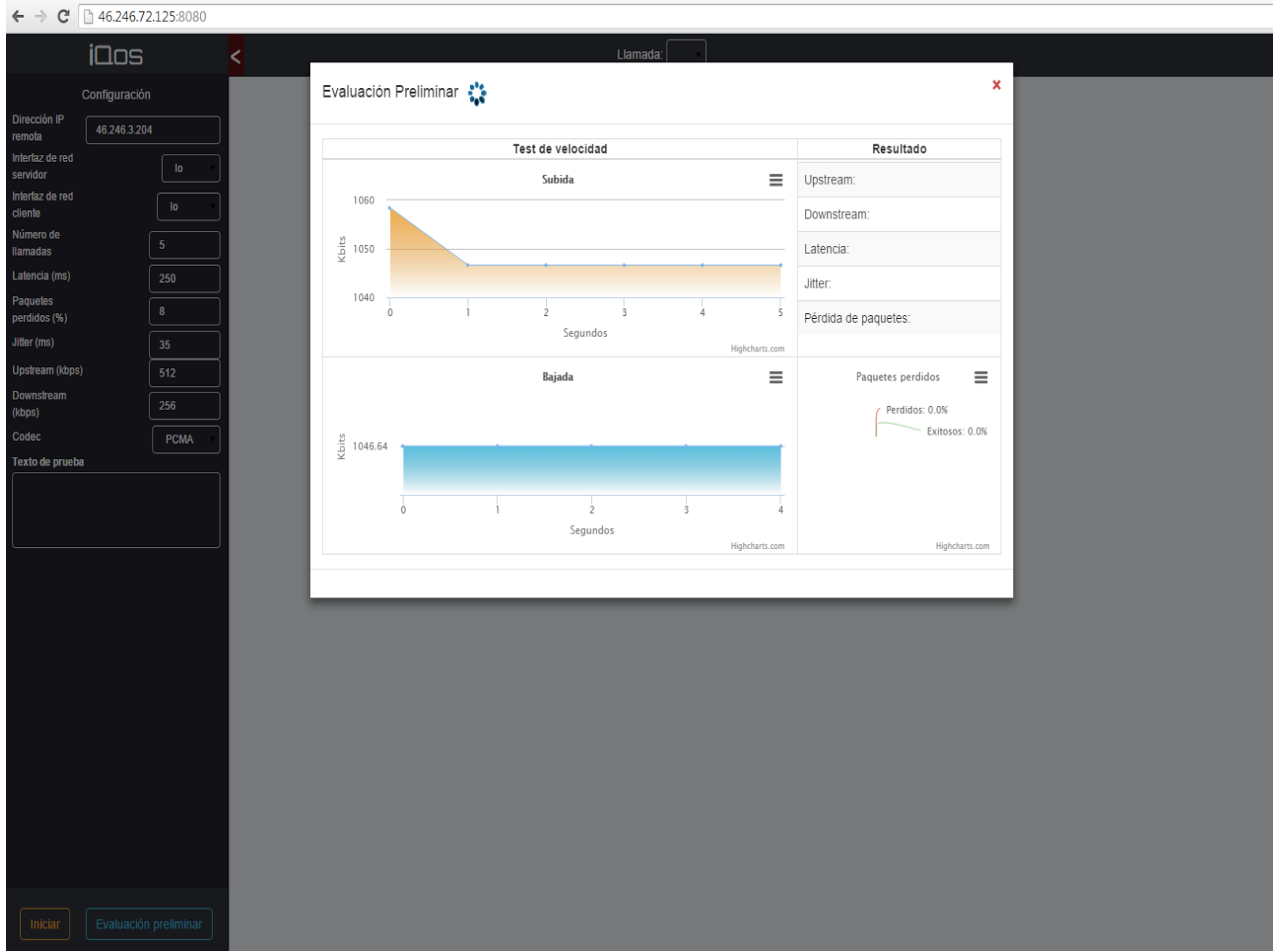 46.246.72.125:8080
iQos
<
Llamada:
Configuración
Dirección IP
remota
46.246.3.204
Interfaz de red
servidor
lo
Interfaz de red
cliente
lo
Número de
llamadas
5
Latencia (ms)
250
Paquetes
perdidos (%)
8
Jitter (ms)
35
Upstream (kbps)
512
Downstream
(kbps)
256
Codec
PCMA
Texto de prueba
Iniciar
Evaluación preliminar
Evaluación Preliminar
x
Test de velocidad
Subida
1060
1050
1040
Kbits
0 1 2 3 4 5
Segundos
Highcharts.com
Bajada
Kbits
1046.64
0 1 2 3 4
Segundos
Highcharts.com
Resultado
Upstream:
Downstream:
Latencia:
Jitter:
Pérdida de paquetes:
Paquetes perdidos
Perdidos: 0.0%
Exitosos: 0.0%
Highcharts.com